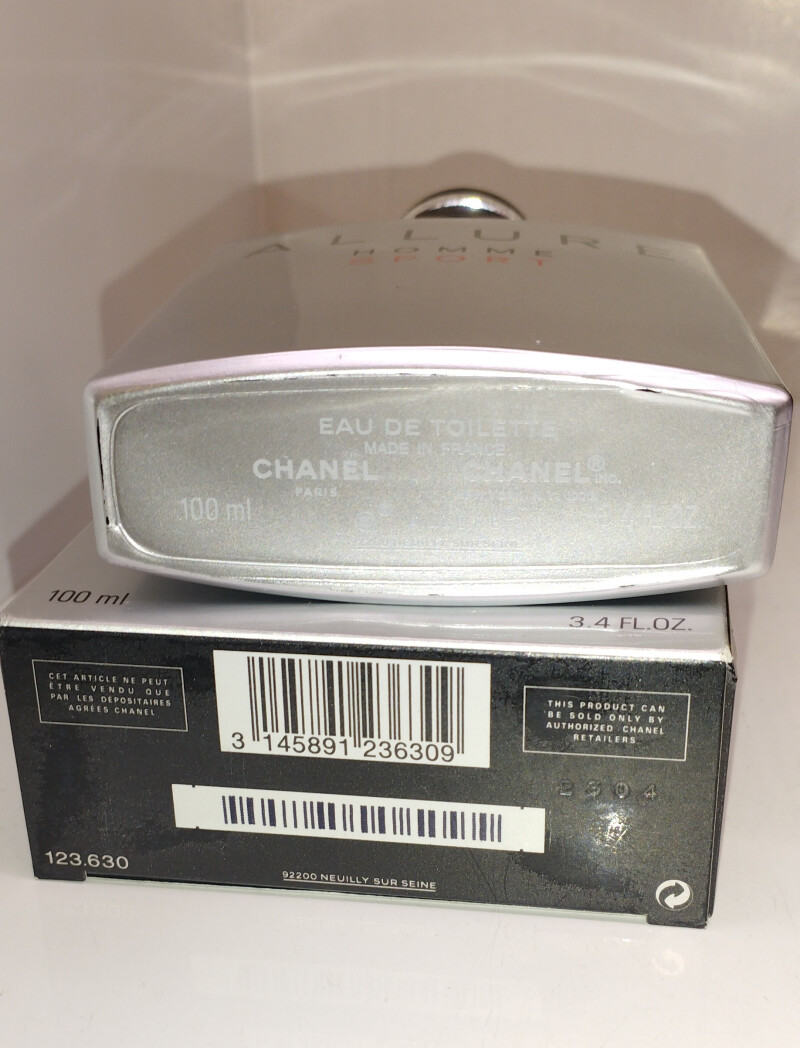 ALLURE
HOMME
SPORT
EAU DE TOILETTE
MADE IN FRANCE
CHANEL CHANEL® INC.
PARIS
100 ml
100 ml
3.4 FL.OZ.
CET ARTICLE NE PEUT
ÊTRE VENDU QUE
PAR LES DÉPOSITAIRES
AGRÉÉS CHANEL
3 145891 236309
THIS PRODUCT CAN
BE SOLD ONLY BY
AUTHORIZED CHANEL
RETAILERS
123.630
92200 NEUILLY SUR SEINE